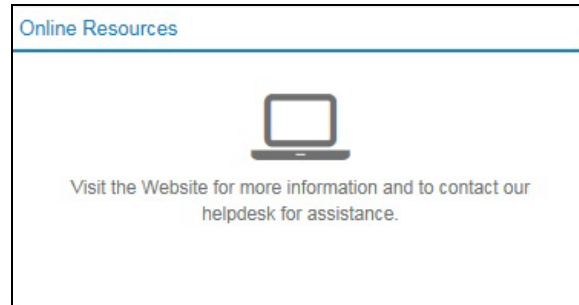 Online Resources
Visit the Website for more information and to contact our
helpdesk for assistance.